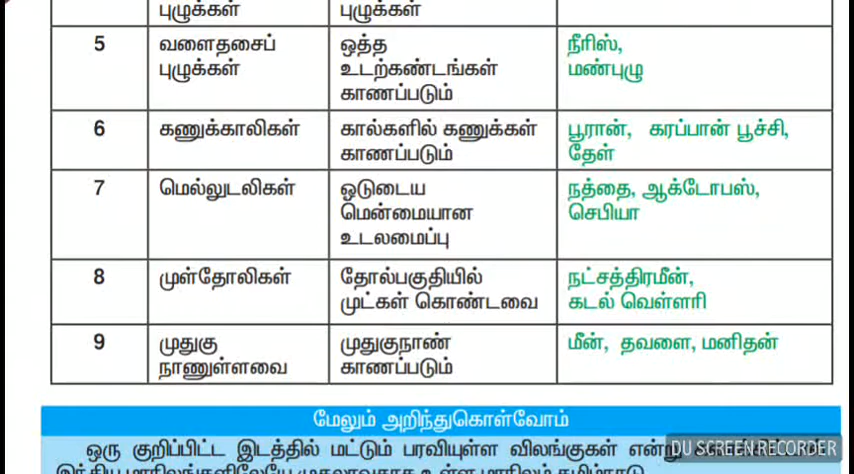 புழுக்கள் புழுக்கள்
5 வளைதசைப் ஒத்த நீரிஸ்,
புழுக்கள் உடற்கண்டங்கள் மண்புழு
காணப்படும்
6 கணுக்காலிகள் கால்களில் கணுக்கள் பூரான், கரப்பான் பூச்சி,
காணப்படும் தேள்
7 மெல்லுடலிகள் ஒடுடைய நத்தை, ஆக்டோபஸ்,
மென்மையான செபியா
உடலமைப்பு
8 முள்தோலிகள் தோல்பகுதியில் நட்சத்திரமீன்,
முட்கள் கொண்டவை கடல் வெள்ளரி
9 முதுகு முதுகுநாண் மீன், தவளை, மனிதன்
நாணுள்ளவை காணப்படும்
மேலும் அறிந்துகொள்வோம்
ஒரு குறிப்பிட்ட இடத்தில் மட்டும் பரவியுள்ள விலங்குகள் என்று
DU SCREEN RECORDER